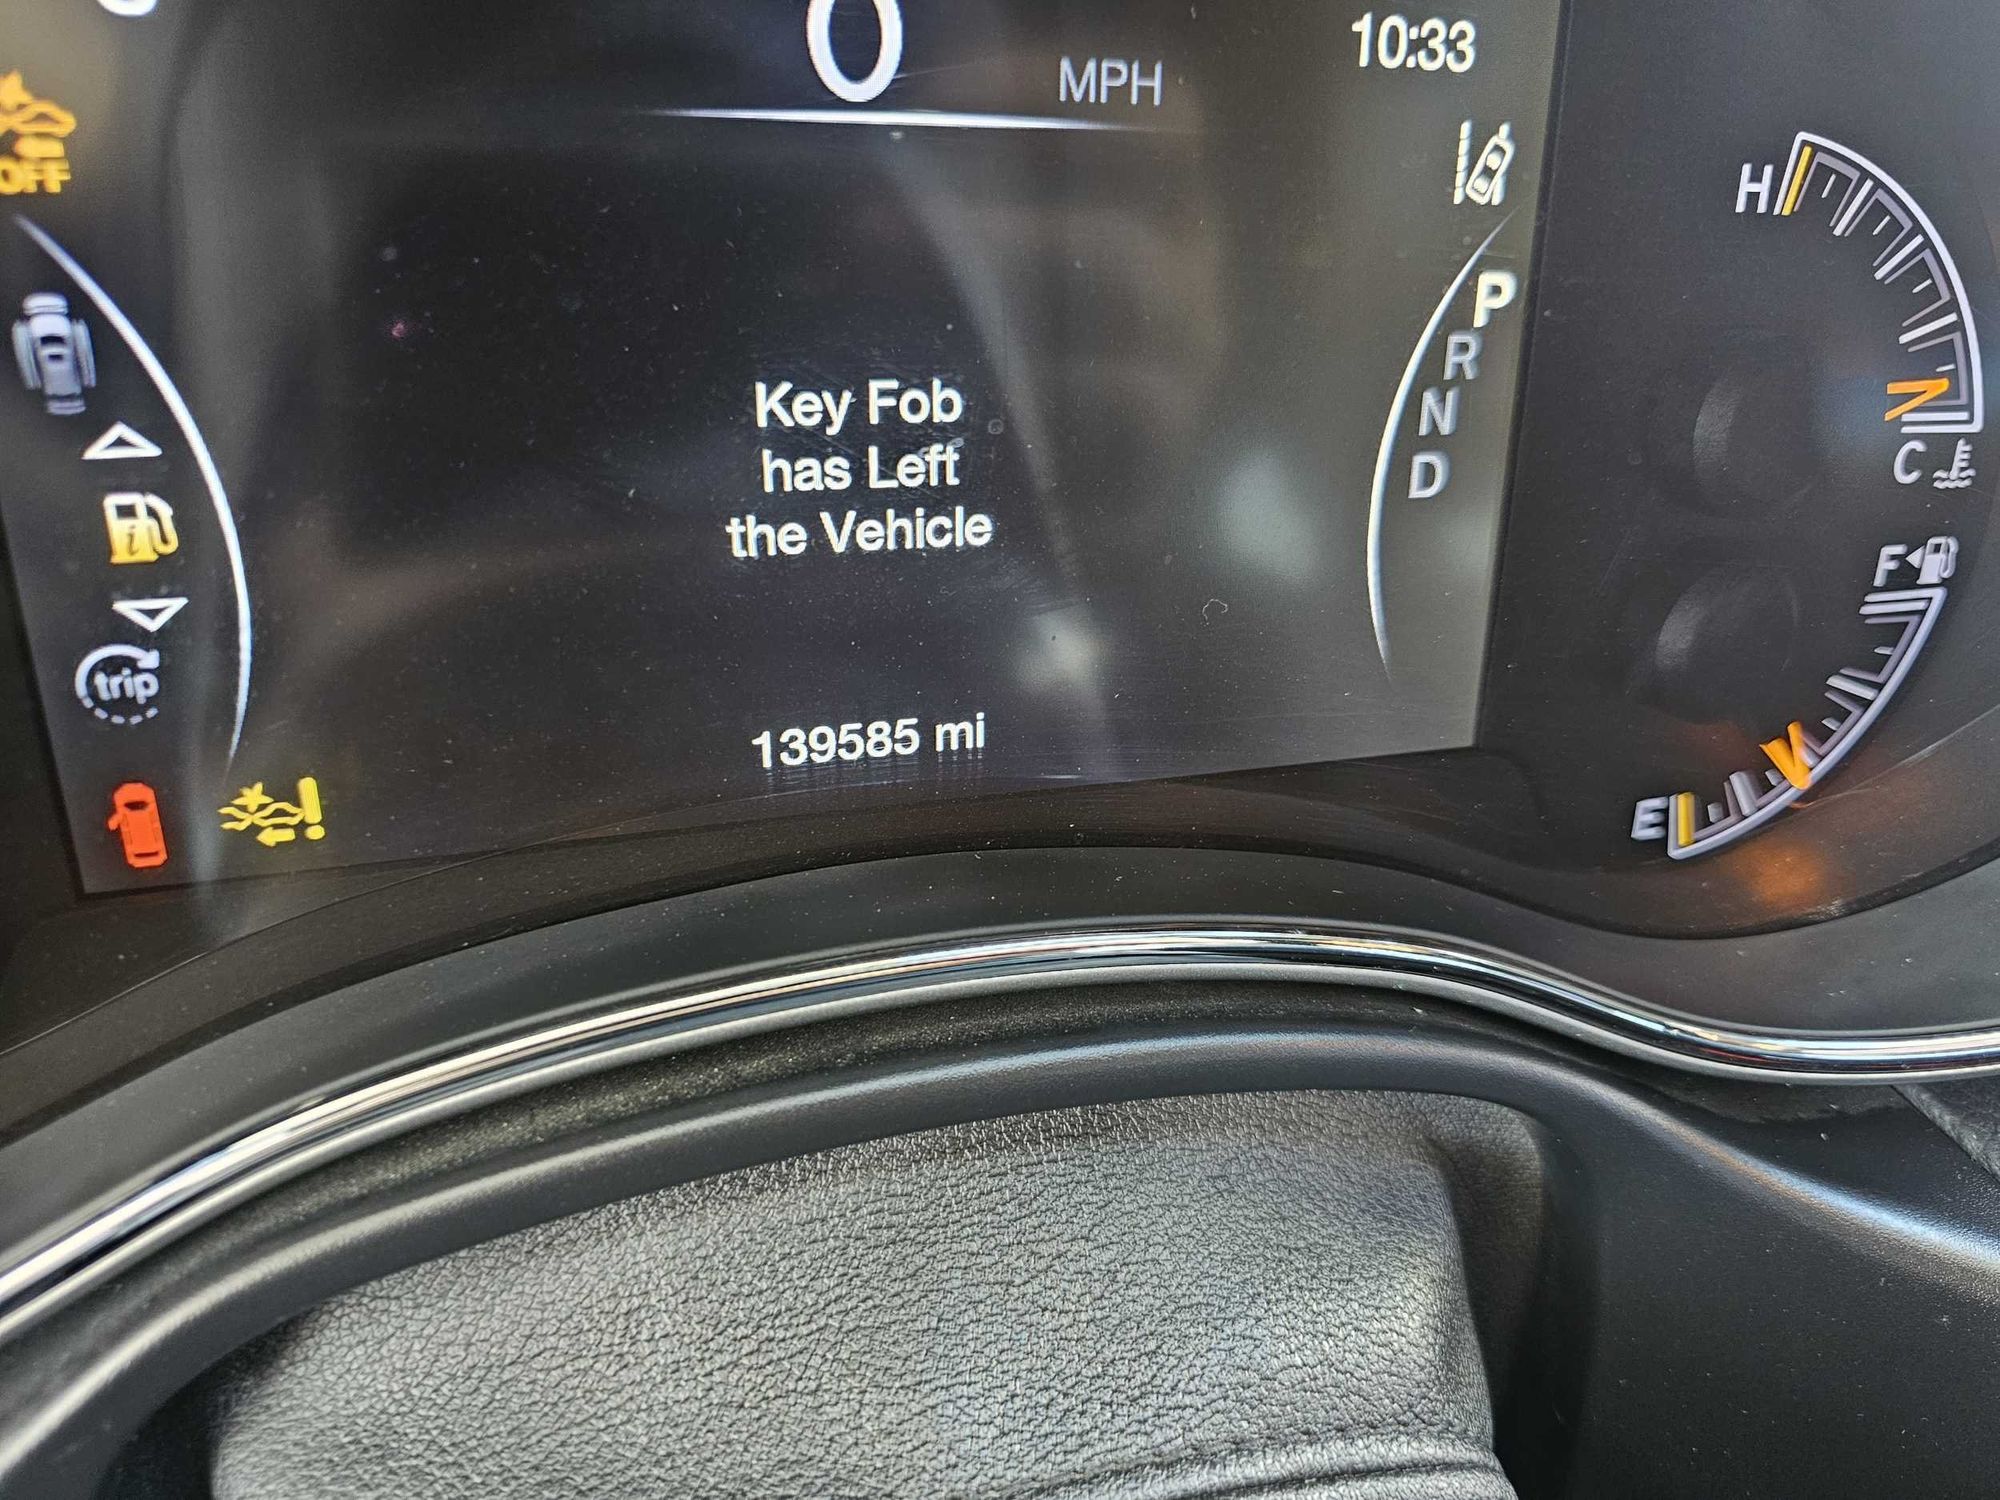 0
MPH
10:33
OFF
H
P
R
N
D
Key Fob
has Left
the Vehicle
C
i
F
trip
139585 mi
E